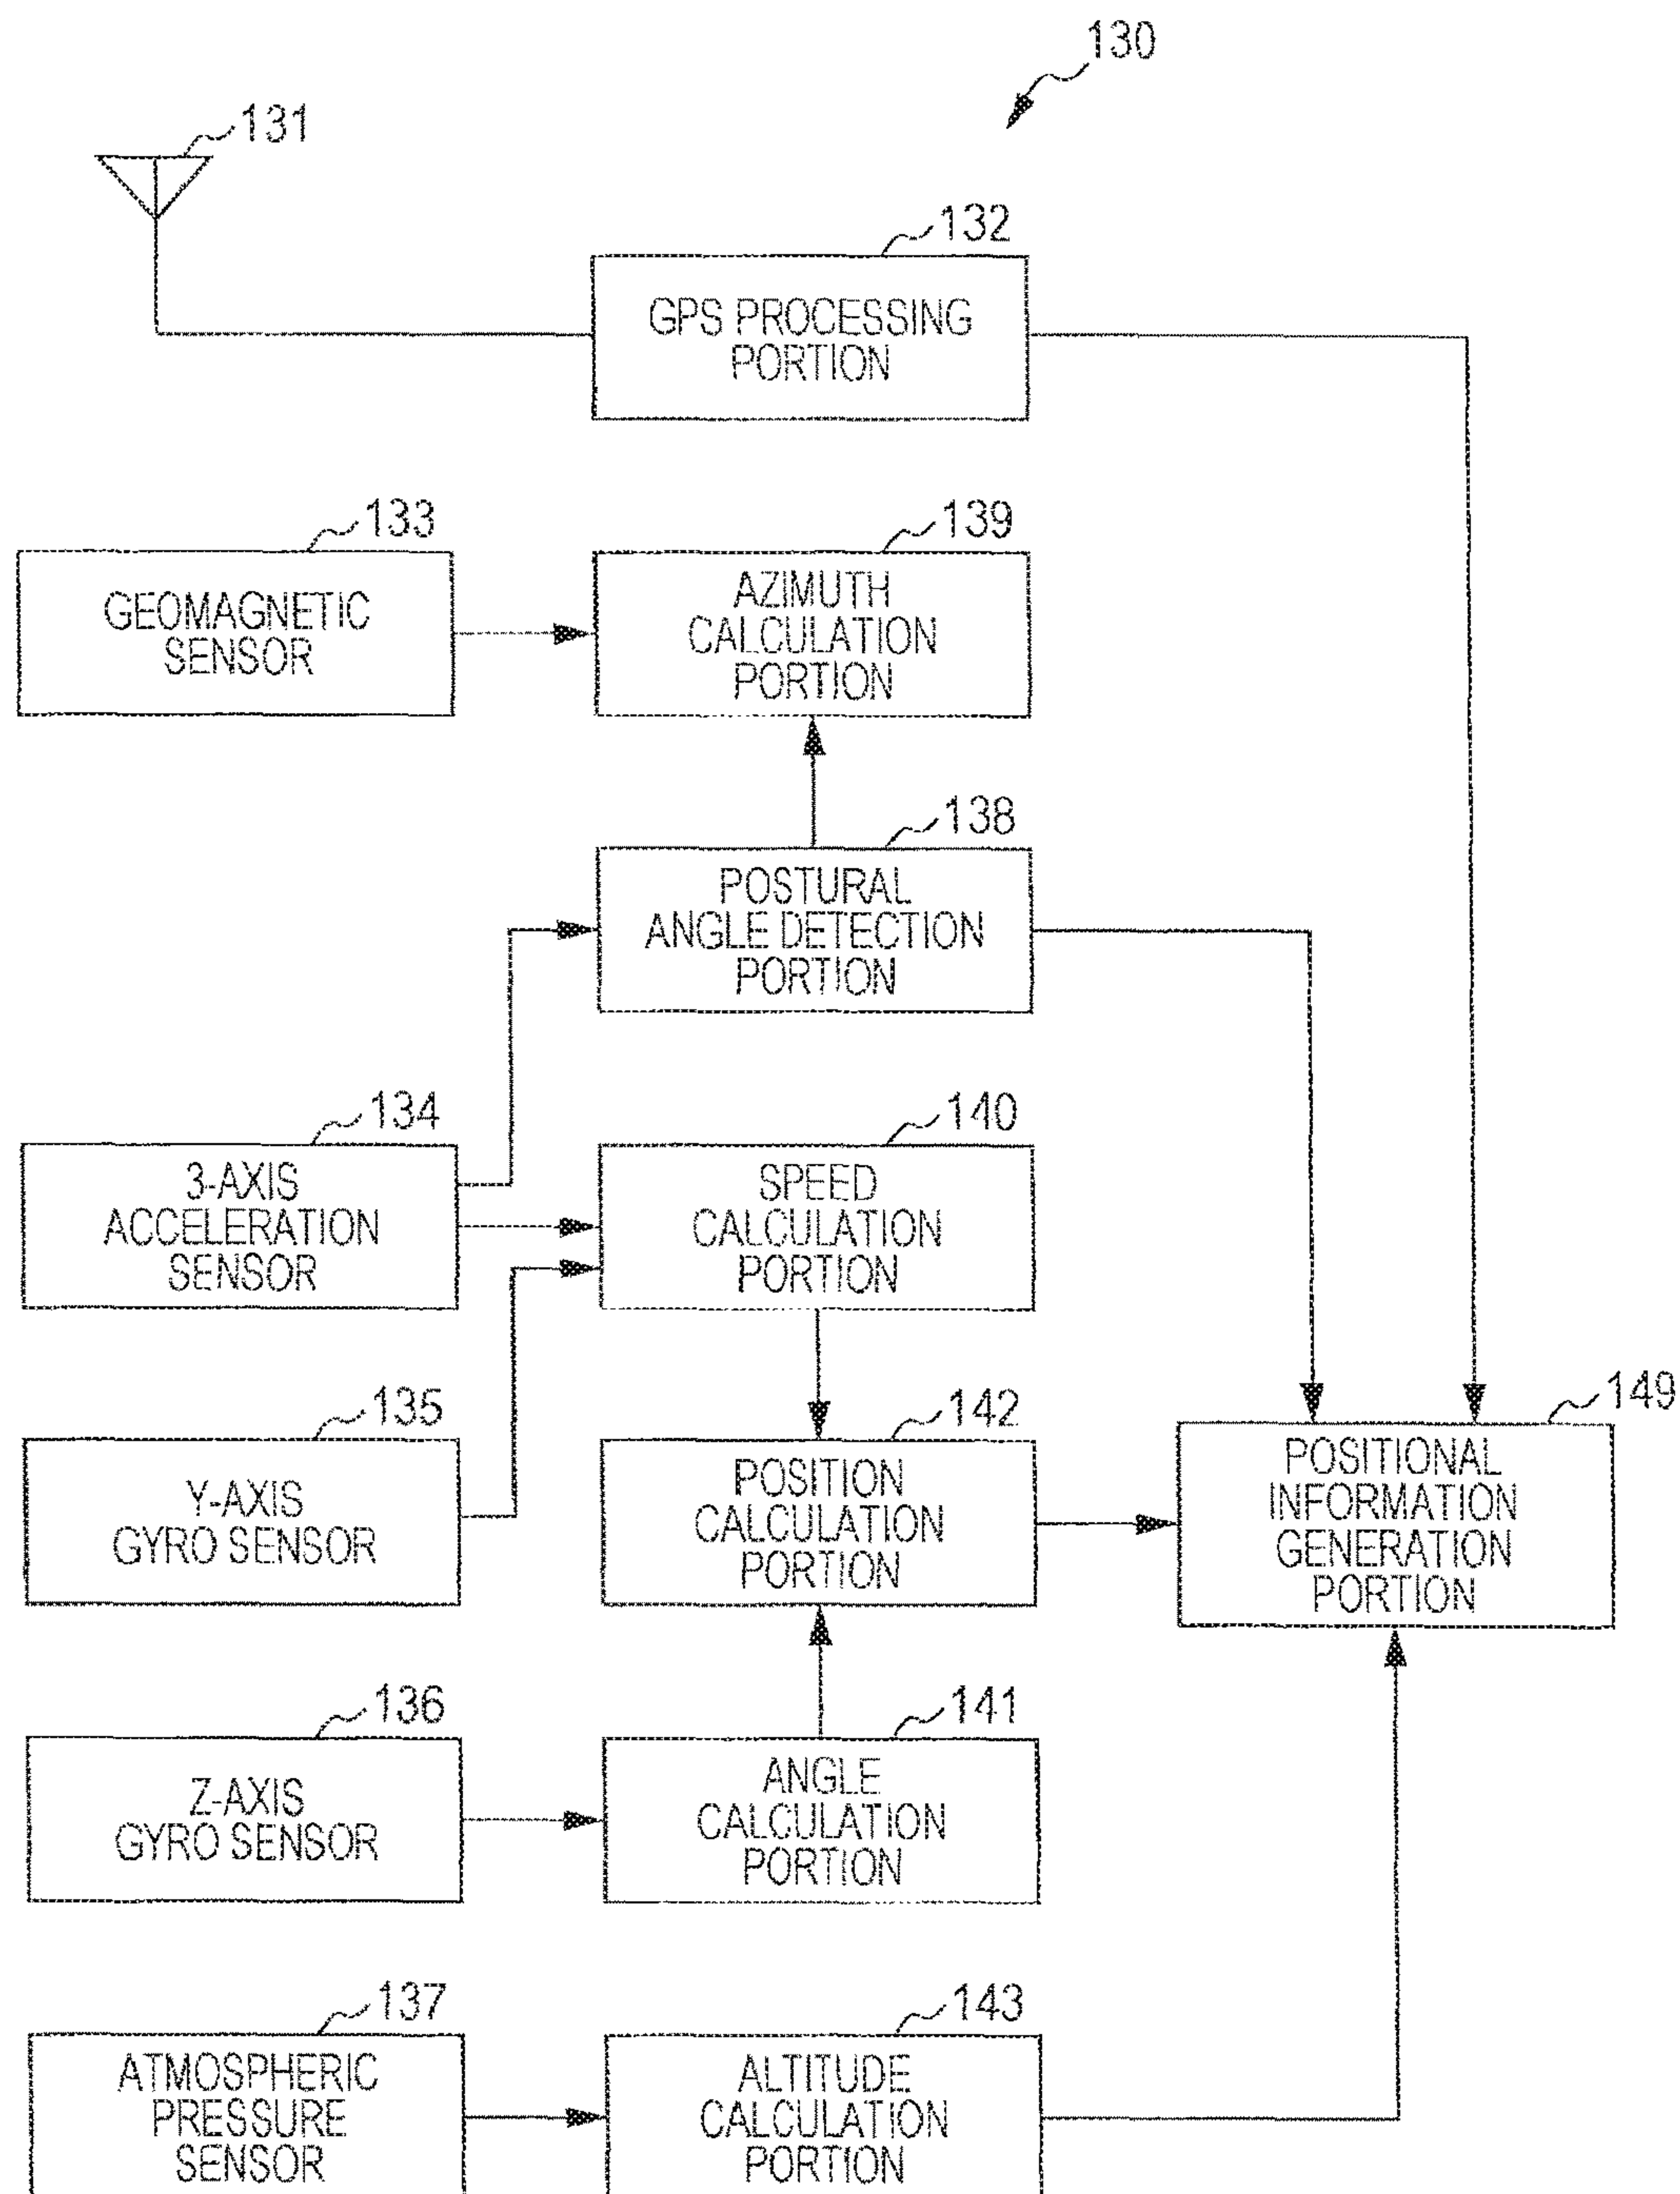 130
131
132
GPS PROCESSING
PORTION
133
GEOMAGNETIC
SENSOR
139
AZIMUTH
CALCULATION
PORTION
138
POSTURAL
ANGLE DETECTION
PORTION
134
3-AXIS
ACCELERATION
SENSOR
140
SPEED
CALCULATION
PORTION
135
Y-AXIS
GYRO SENSOR
142
POSITION
CALCULATION
PORTION
149
POSITIONAL
INFORMATION
GENERATION
PORTION
136
Z-AXIS
GYRO SENSOR
141
ANGLE
CALCULATION
PORTION
137
ATMOSPHERIC
PRESSURE
SENSOR
143
ALTITUDE
CALCULATION
PORTION